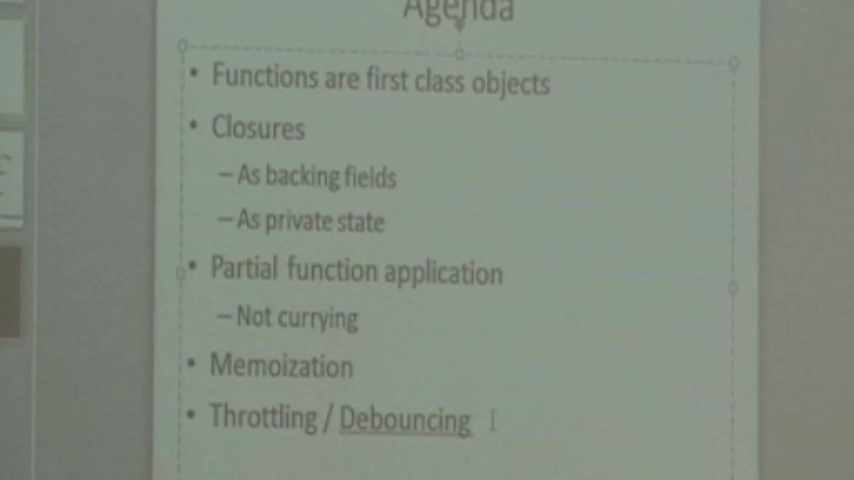 Agenda
• Functions are first class objects
• Closures
– As backing fields
– As private state
• Partial function application
– Not currying
• Memoization
• Throttling / Debouncing